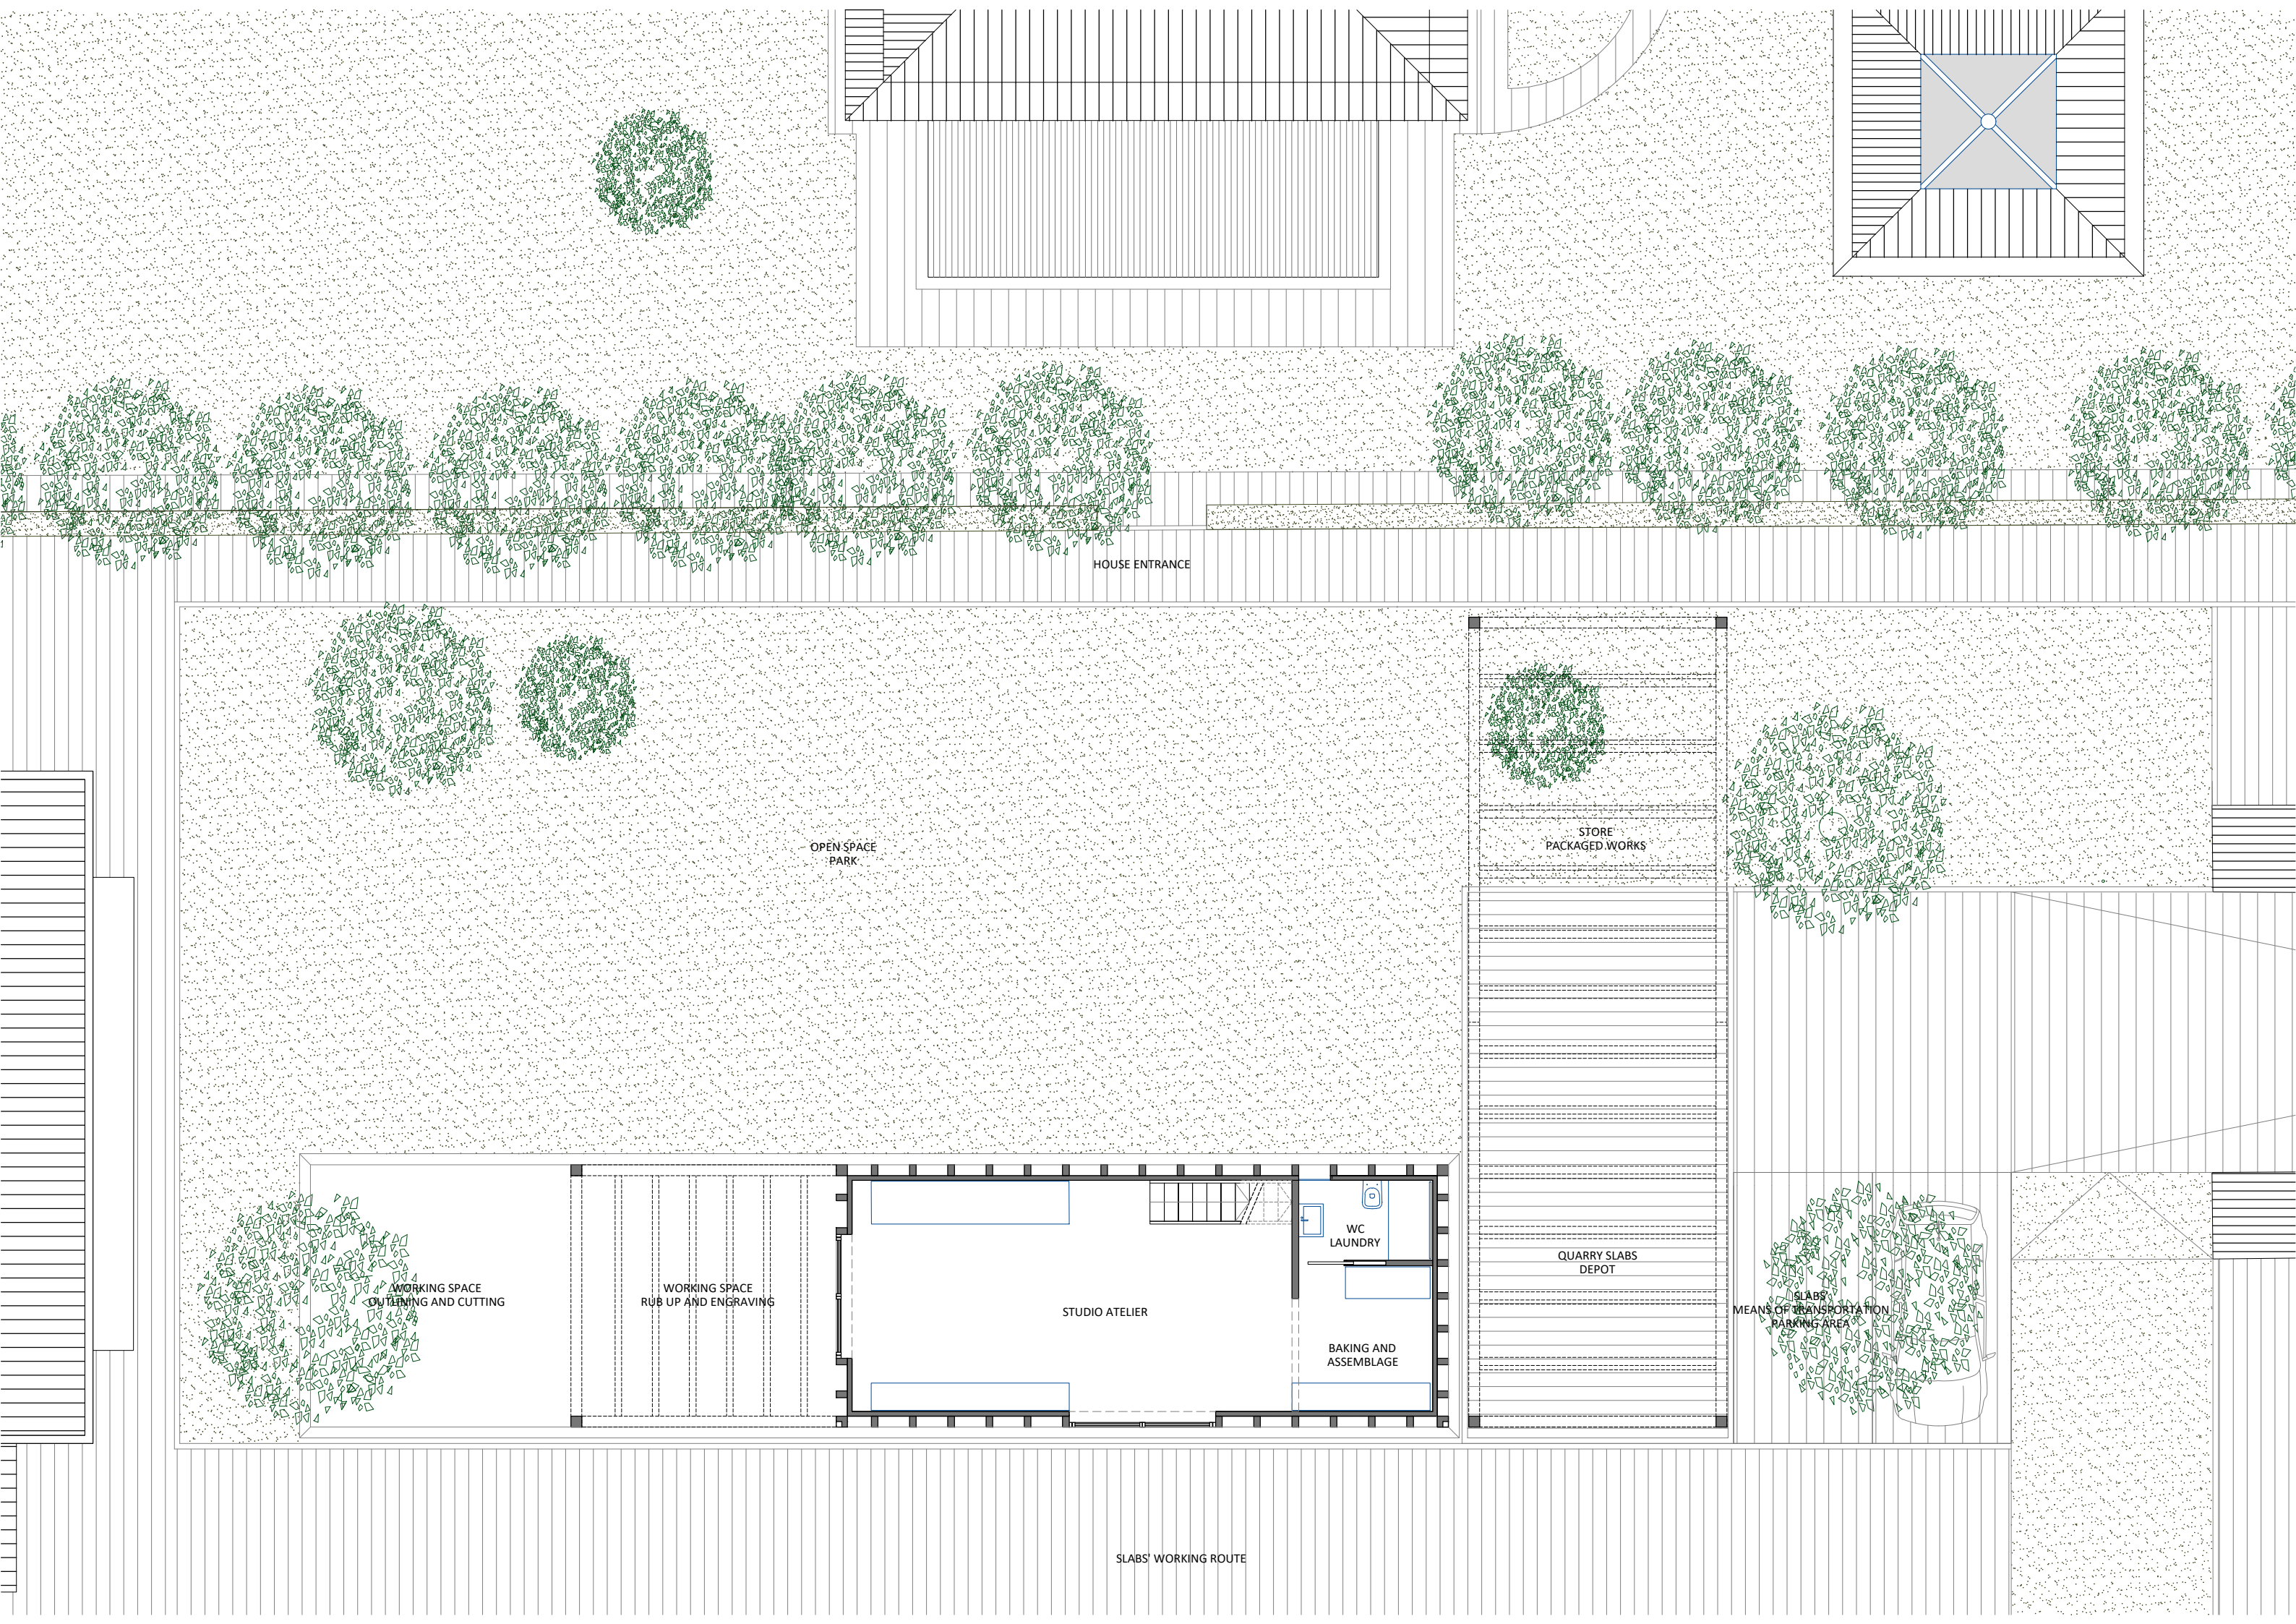 HOUSE ENTRANCE
OPEN SPACE
PARK
STORE
PACKAGED WORKS
WORKING SPACE
OUTLINING AND CUTTING
WORKING SPACE
RUB UP AND ENGRAVING
STUDIO ATELIER
WC
LAUNDRY
BAKING AND
ASSEMBLAGE
QUARRY SLABS
DEPOT
SLABS'
MEANS OF TRANSPORTATION
PARKING AREA
SLABS' WORKING ROUTE